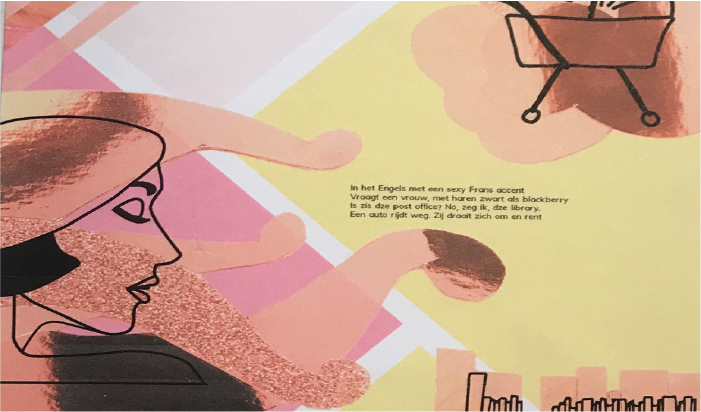 In het Engels met een sexy Frans accent
Vraagt een vrouw, met haren zwart als blackberry
Is zis dze post office? No, zeg ik, dze library.
Een auto rijdt weg. Zij draait zich om en rent